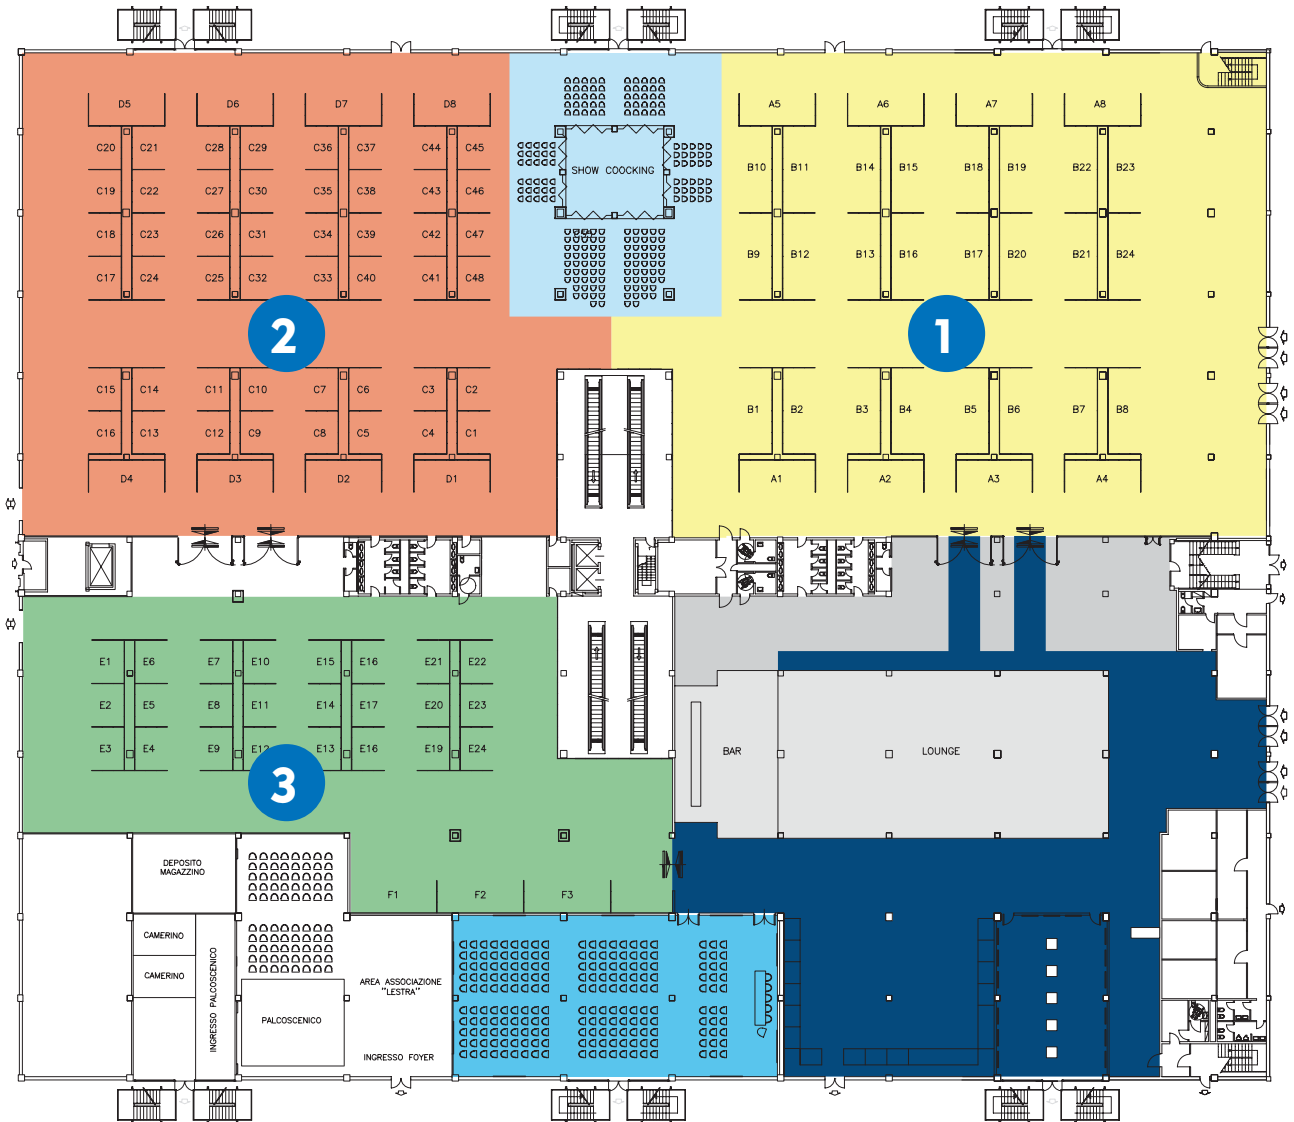 D5 D6 D7 D8 A5 A6 A7 A8
C20 C21 C28 C29 C36 C37 C44 C45
B10 B11 B14 B15 B18 B19 B22 B23
SHOW COOCKING
C19 C22 C27 C30 C35 C38 C43 C46
C18 C23 C26 C31 C34 C39 C42 C47
B9 B12 B13 B16 B17 B20 B21 B24
C17 C24 C25 C32 C33 C40 C41 C48
2 1
C15 C14 C11 C10 C7 C6 C3 C2
B1 B2 B3 B4 B5 B6 B7 B8
C16 C13 C12 C9 C8 C5 C4 C1
D4 D3 D2 D1 A1 A2 A3 A4
E1 E6 E7 E10 E15 E16 E21 E22
E2 E5 E8 E11 E14 E17 E20 E23
E3 E4 E9 E12 E13 E16 E19 E24
BAR LOUNGE
3
DEPOSITO
MAGAZZINO
F1 F2 F3
CAMERINO
CAMERINO
INGRESSO PALCOSCENICO
AREA ASSOCIAZIONE
"LESTRA"
PALCOSCENICO
INGRESSO FOYER